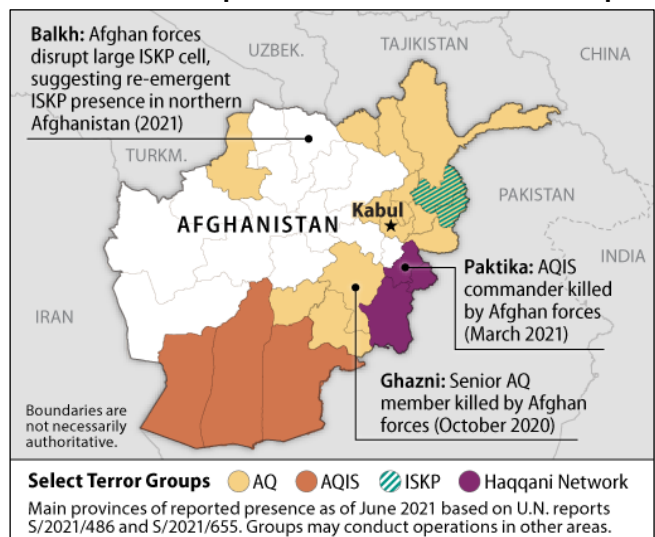 Balkh: Afghan forces
disrupt large ISKP cell,
suggesting re-emergent
ISKP presence in northern
Afghanistan (2021)
UZBEK.
TAJIKISTAN
CHINA
TURKM.
AFGHANISTAN
Kabul
PAKISTAN
INDIA
IRAN
Paktika: AQIS
commander killed
by Afghan forces
(March 2021)
Ghazni: Senior AQ
member killed by Afghan
forces (October 2020)
Boundaries are
not necessarily
authoritative.
Select Terror Groups AQ AQIS ISKP Haqqani Network
Main provinces of reported presence as of June 2021 based on U.N. reports
S/2021/486 and S/2021/655. Groups may conduct operations in other areas.